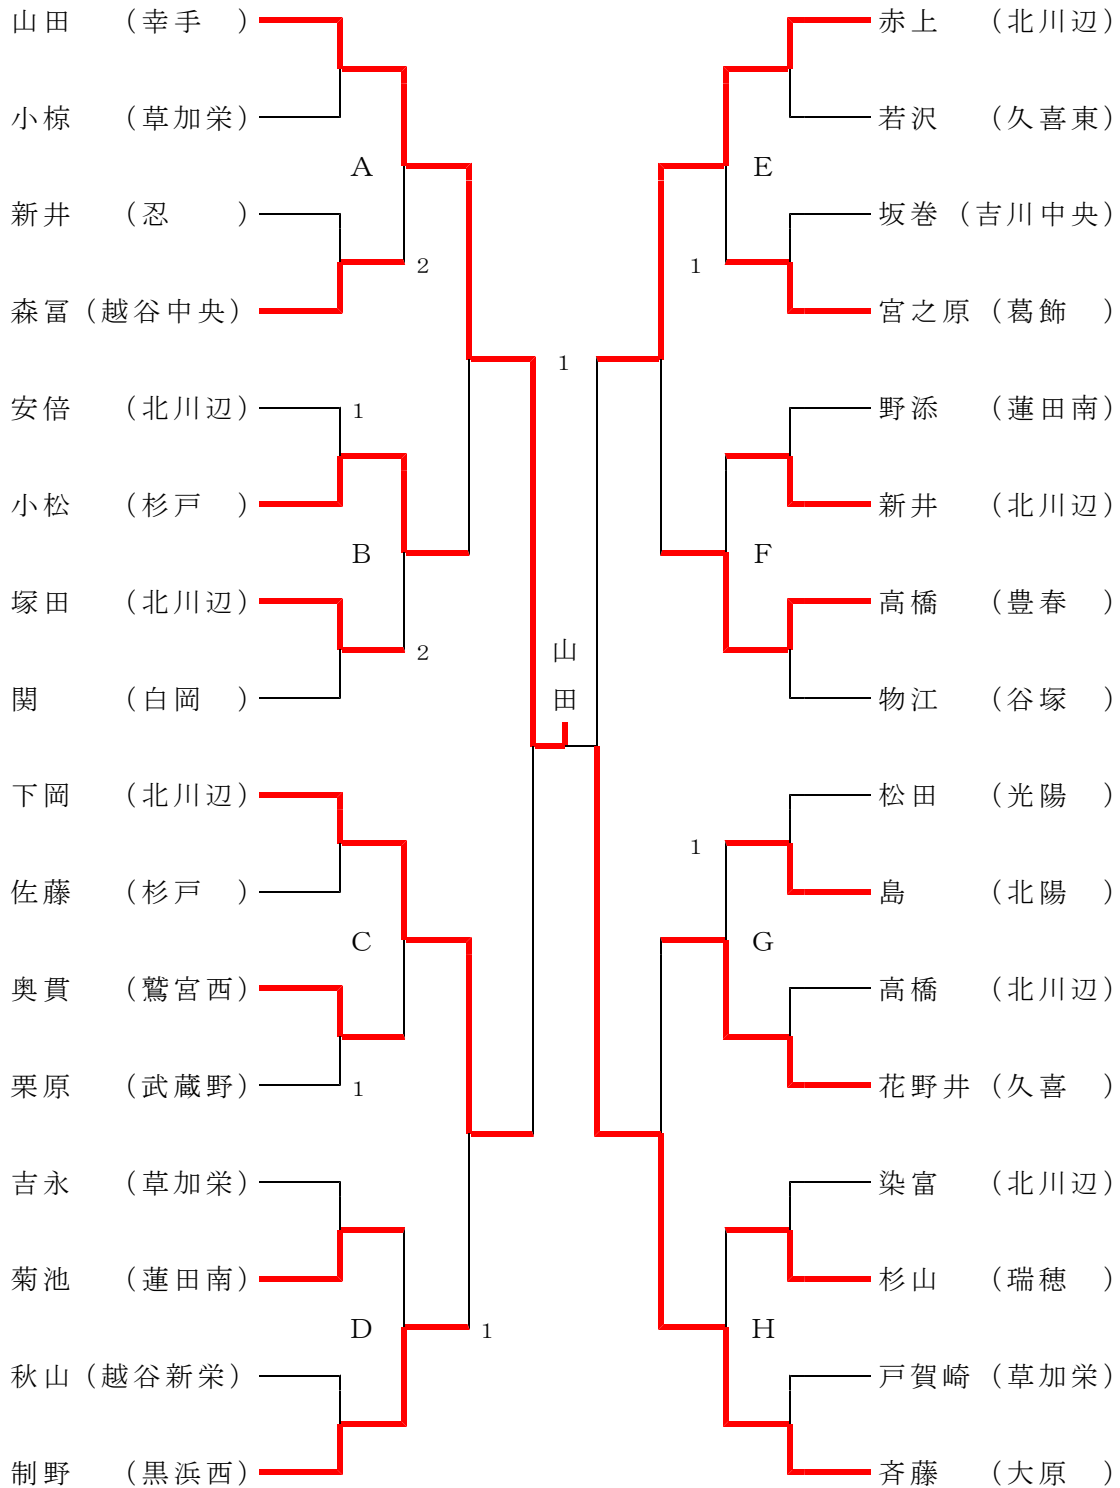 山田 （幸手　）
小椋 （草加栄）
A
新井 （忍　　）
2
森冨（越谷中央）
安倍 （北川辺）
1
小松 （杉戸　）
B
塚田 （北川辺）
2
関 （白岡　）
下岡 （北川辺）
佐藤 （杉戸　）
C
奥貫 （鷲宮西）
栗原 （武蔵野）
1
吉永 （草加栄）
菊池 （蓮田南）
D
1
秋山（越谷新栄）
制野 （黒浜西）
1
山
田
赤上 （北川辺）
若沢 （久喜東）
E
坂巻（吉川中央）
1
宮之原（葛飾　）
野添 （蓮田南）
新井 （北川辺）
F
高橋 （豊春　）
物江 （谷塚　）
松田 （光陽　）
1
島 （北陽　）
G
高橋 （北川辺）
花野井（久喜　）
染富 （北川辺）
杉山 （瑞穂　）
H
戸賀崎（草加栄）
斉藤 （大原　）